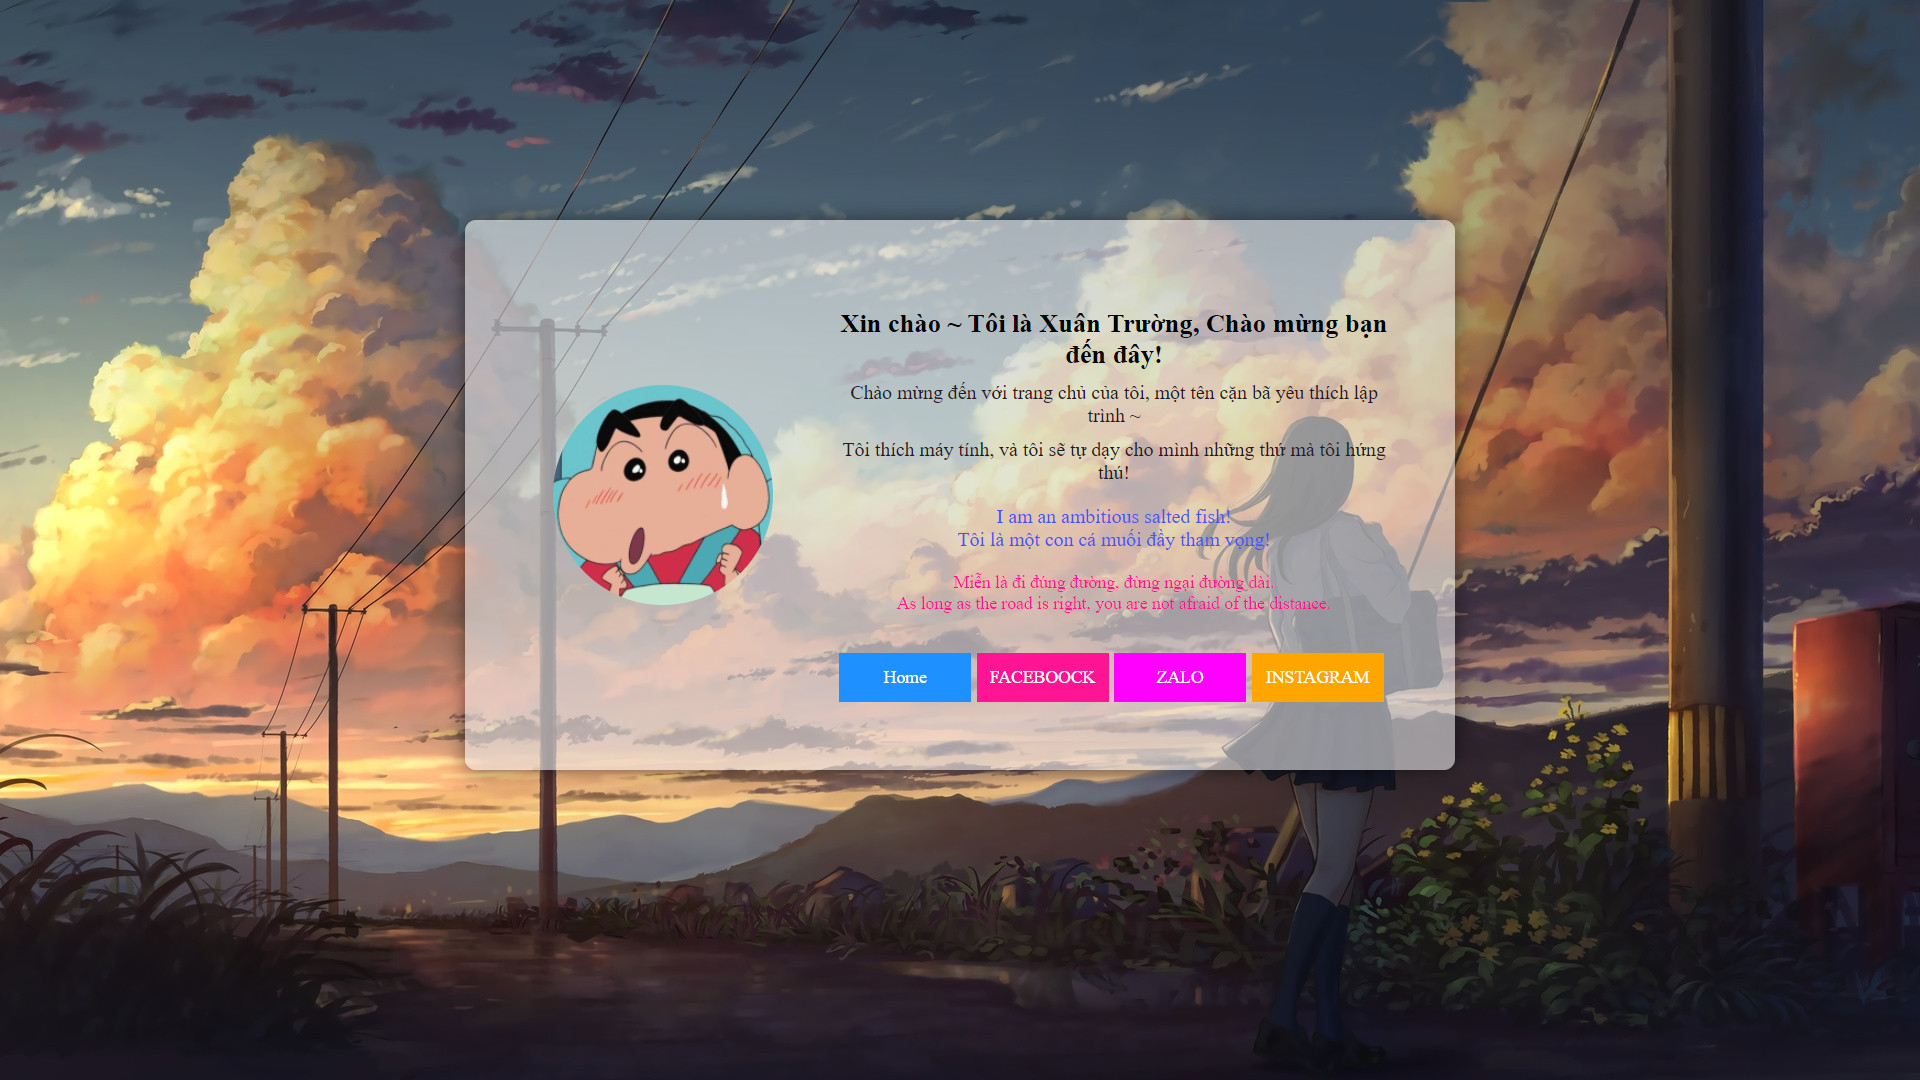 Xin chào ~ Tôi là Xuân Trường, Chào mừng bạn
đến đây!
Chào mừng đến với trang chủ của tôi, một tên cặn bã yêu thích lập
trình ~
Tôi thích máy tính, và tôi sẽ tự dạy cho mình những thứ mà tôi hứng
thú!
I am an ambitious salted fish!
Tôi là một con cá muối đầy tham vọng!
Miễn là đi đúng đường, đừng ngại đường dài.
As long as the road is right, you are not afraid of the distance.
Home FACEBOOCK ZALO INSTAGRAM